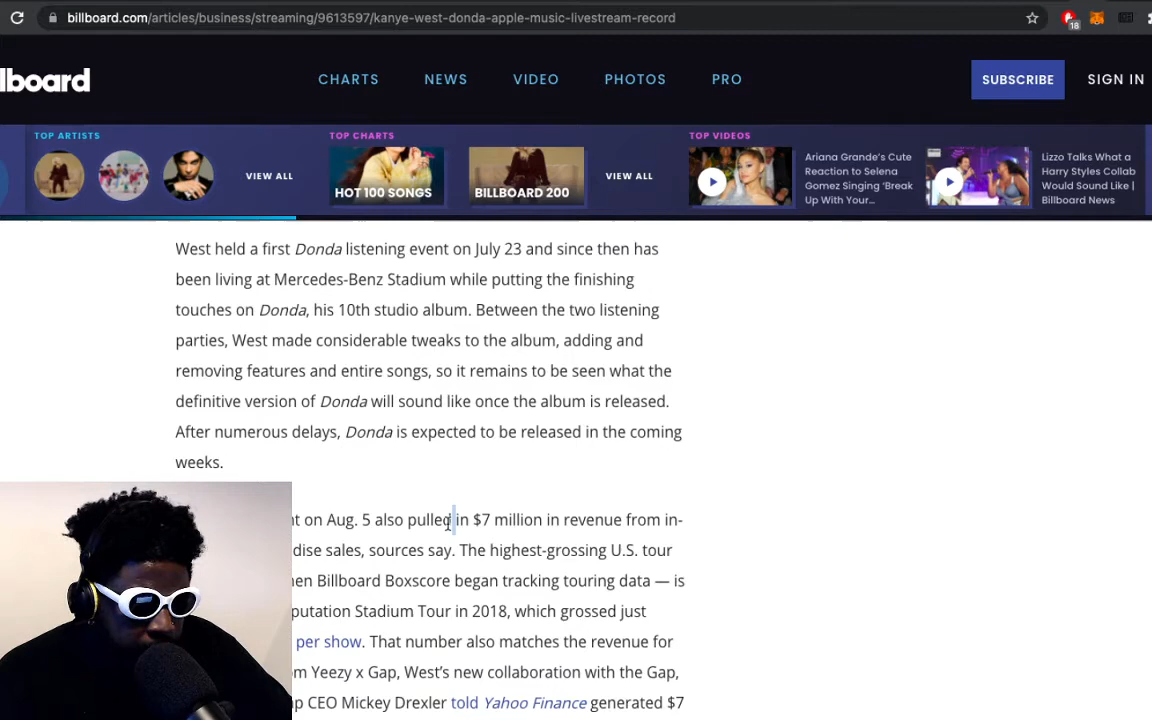 billboard.com/articles/business/streaming/9613597/kanye-west-donda-apple-music-livestream-record
18
lboard
CHARTS
NEWS
VIDEO
PHOTOS
PRO
SUBSCRIBE
SIGN IN
TOP ARTISTS
VIEW ALL
TOP CHARTS
HOT 100 SONGS
BILLBOARD 200
VIEW ALL
TOP VIDEOS
Ariana Grande's Cute
Reaction to Selena
Gomez Singing 'Break
Up With Your...
Lizzo Talks What a
Harry Styles Collab
Would Sound Like |
Billboard News
West held a first Donda listening event on July 23 and since then has
been living at Mercedes-Benz Stadium while putting the finishing
touches on Donda, his 10th studio album. Between the two listening
parties, West made considerable tweaks to the album, adding and
removing features and entire songs, so it remains to be seen what the
definitive version of Donda will sound like once the album is released.
After numerous delays, Donda is expected to be released in the coming
weeks.
nt on Aug. 5 also pulled in $7 million in revenue from in-
dise sales, sources say. The highest-grossing U.S. tour
hen Billboard Boxscore began tracking touring data — is
putation Stadium Tour in 2018, which grossed just
per show. That number also matches the revenue for
om Yeezy x Gap, West's new collaboration with the Gap,
ap CEO Mickey Drexler told Yahoo Finance generated $7